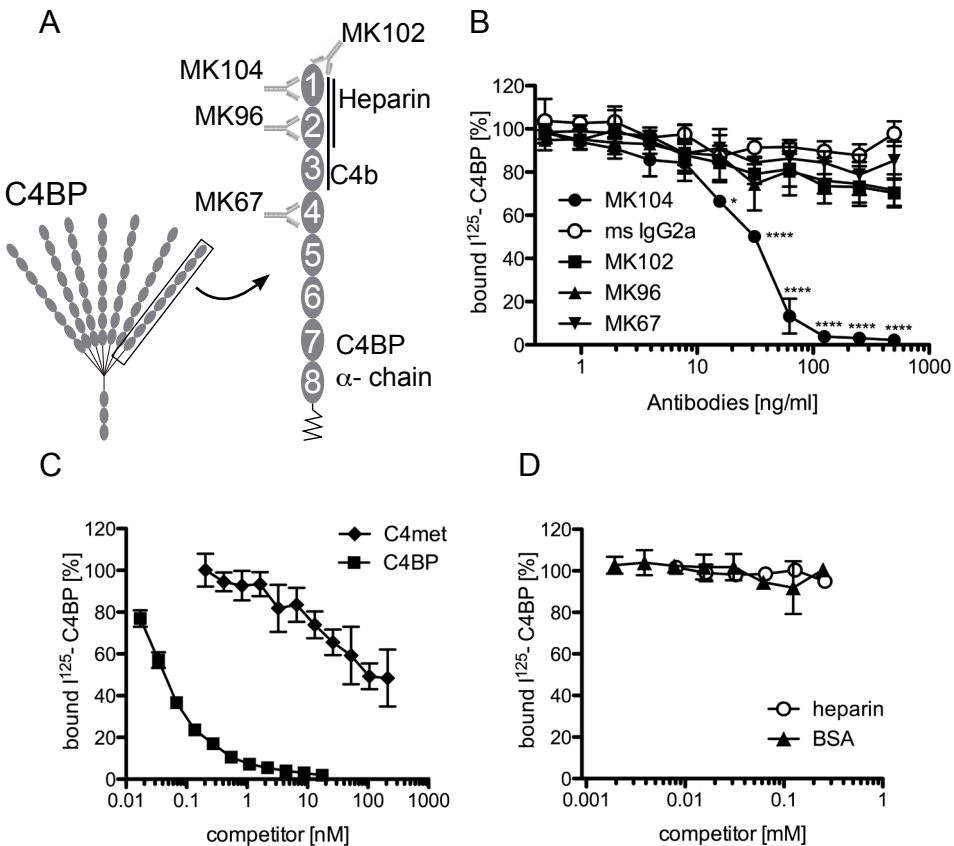 A
MK102
MK104
1
Heparin
MK96
2
3
C4b
C4BP
MK67
4
5
6
7
C4BP
8
α- chain
B
bound I¹²⁵- C4BP [%]
120
100
80
60
40
20
0
MK104
ms IgG2a
MK102
MK96
MK67
*
****
****
**** **** ****
1 10 100 1000
Antibodies [ng/ml]
C
bound I¹²⁵- C4BP [%]
120
100
80
60
40
20
0
C4met
C4BP
0.01 0.1 1 10 100 1000
competitor [nM]
D
bound I¹²⁵- C4BP [%]
120
100
80
60
40
20
0
heparin
BSA
0.001 0.01 0.1 1
competitor [mM]